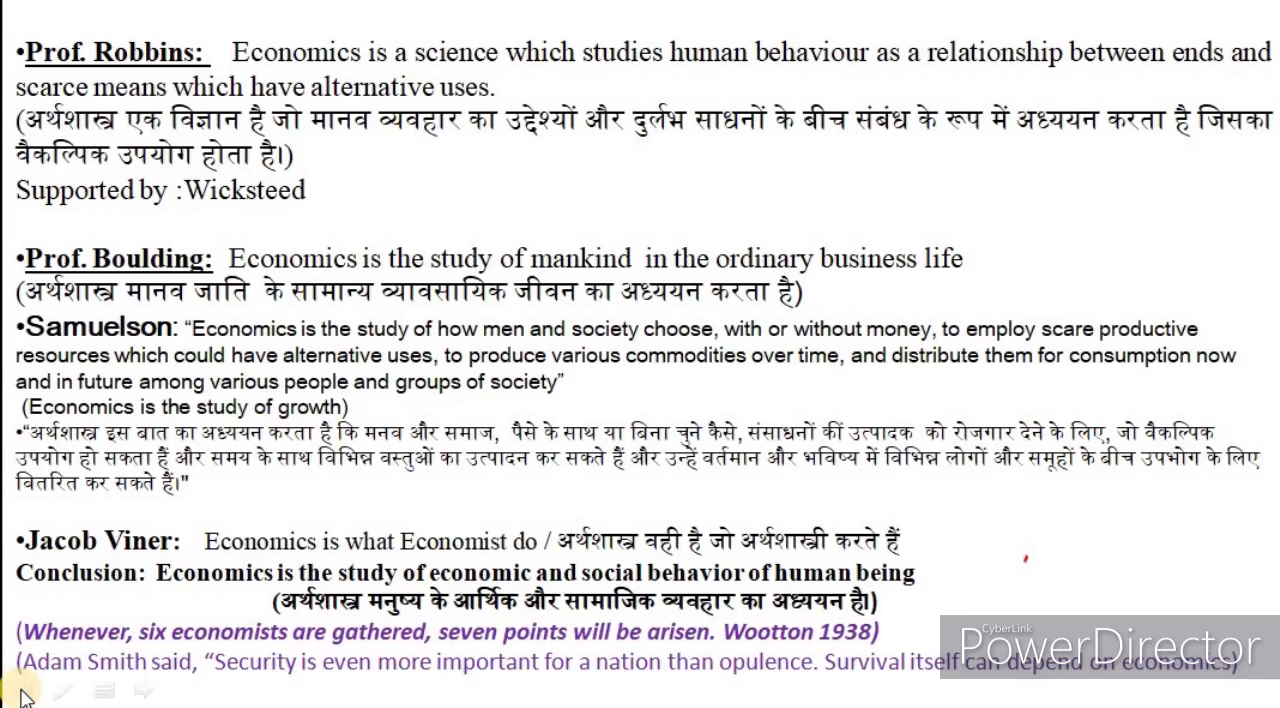 •Prof. Robbins: Economics is a science which studies human behaviour as a relationship between ends and
scarce means which have alternative uses.
(अर्थशास्त्र एक विज्ञान है जो मानव व्यवहार का उद्देश्यों और दुर्लभ साधनों के बीच संबंध के रूप में अध्ययन करता है जिसका
वैकल्पिक उपयोग होता है।)
Supported by :Wicksteed
•Prof. Boulding: Economics is the study of mankind in the ordinary business life
(अर्थशास्त्र मानव जाति के सामान्य व्यावसायिक जीवन का अध्ययन करता है)
•Samuelson: “Economics is the study of how men and society choose, with or without money, to employ scare productive
resources which could have alternative uses, to produce various commodities over time, and distribute them for consumption now
and in future among various people and groups of society”
(Economics is the study of growth)
•“अर्थशास्त्र इस बात का अध्ययन करता है कि मनव और समाज, पैसे के साथ या बिना चुने कैसे, संसाधनों कीं उत्पादक को रोजगार देने के लिए, जो वैकल्पिक
उपयोग हो सकता हैं और समय के साथ विभिन्न वस्तुओं का उत्पादन कर सकते हैं और उन्हें वर्तमान और भविष्य में विभिन्न लोगों और समूहों के बीच उपभोग के लिए
वितरित कर सकते हैं।"
•Jacob Viner: Economics is what Economist do / अर्थशास्त्र वही है जो अर्थशास्त्री करते हैं
Conclusion: Economics is the study of economic and social behavior of human being
(अर्थशास्त्र मनुष्य के आर्थिक और सामाजिक व्यवहार का अध्ययन है।)
(Whenever, six economists are gathered, seven points will be arisen. Wootton 1938)
(Adam Smith said, “Security is even more important for a nation than opulence. Survival itself can depend on economics)
CyberLink
PowerDirector